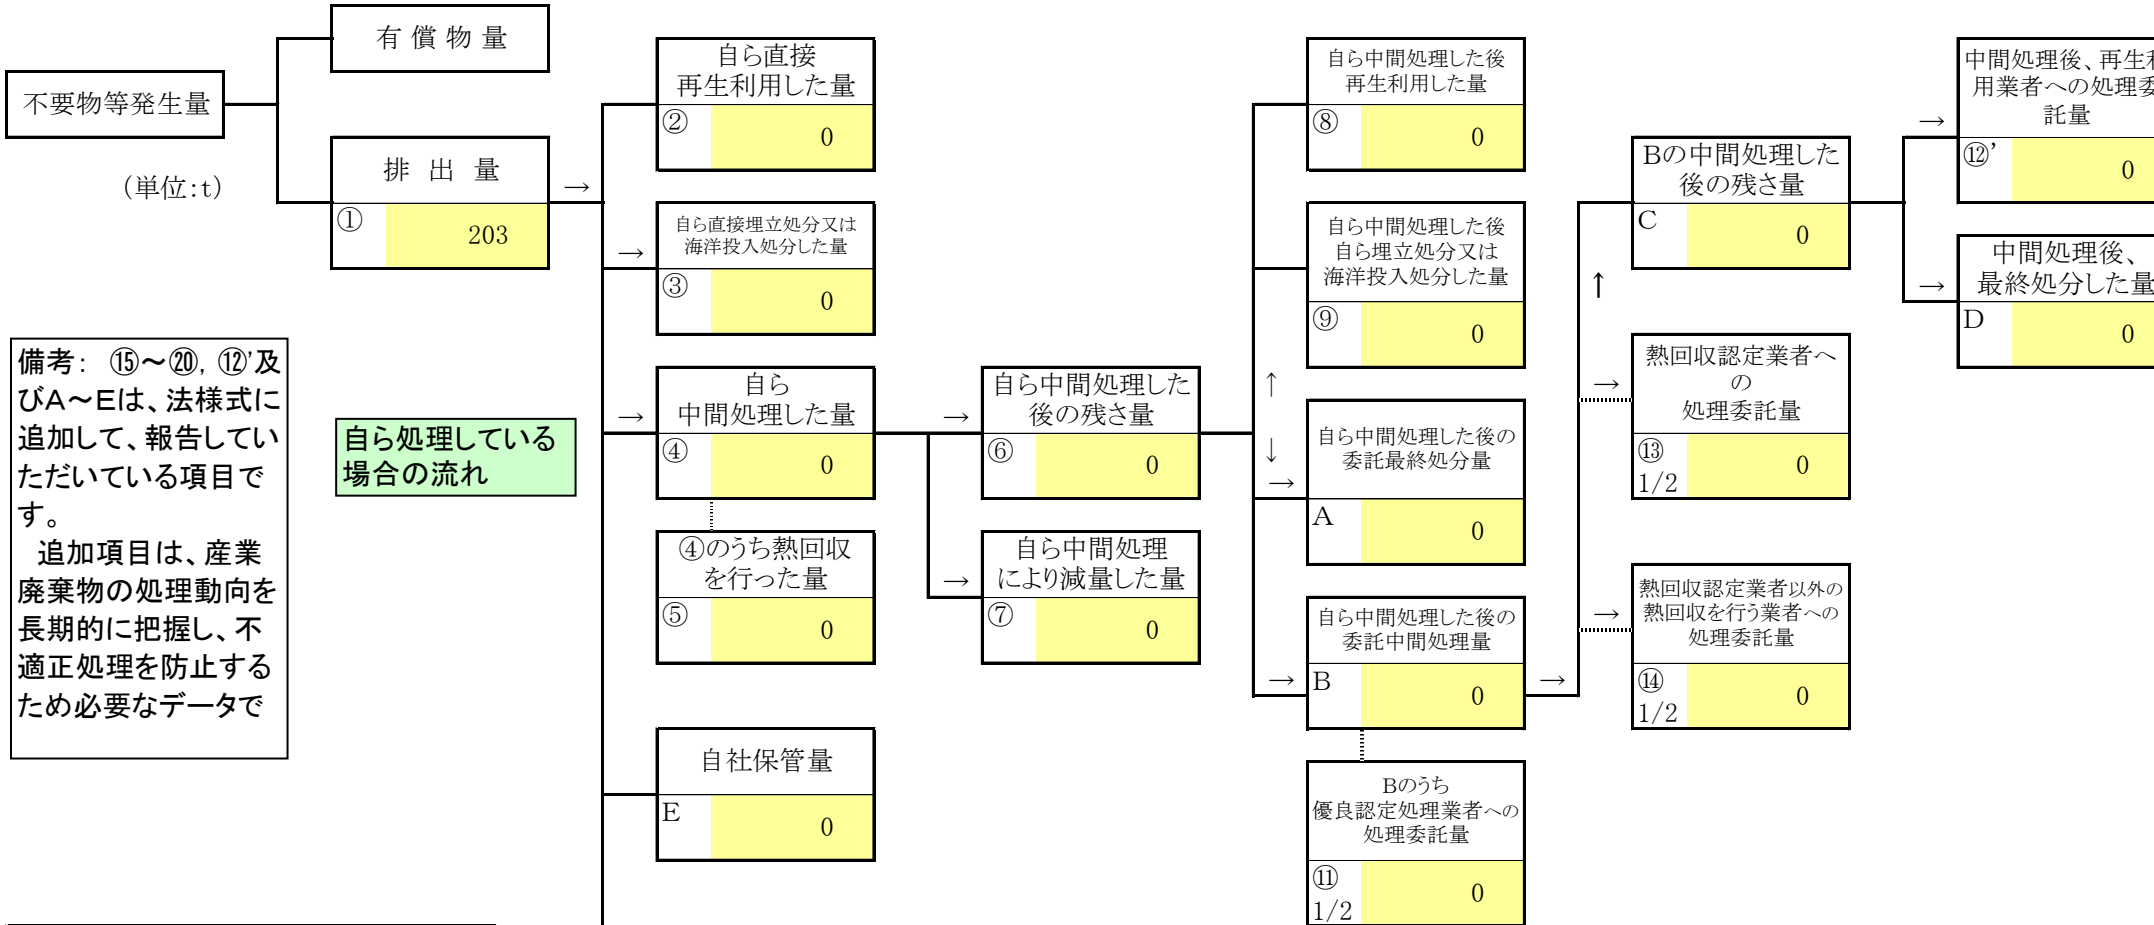 有 償 物 量
不要物等発生量
（単位：t）
排 出 量
→
①
203
自ら直接
再生利用した量
②
0
→
自ら直接埋立処分又は
海洋投入処分した量
③
0
→
自ら
中間処理した量
④
0
④のうち熱回収
を行った量
⑤
0
自社保管量
E
0
→
自ら中間処理した
後の残さ量
⑥
0
→
自ら中間処理
により減量した量
⑦
0
自ら中間処理した後
再生利用した量
⑧
0
自ら中間処理した後
自ら埋立処分又は
海洋投入処分した量
⑨
0
↑
↓
→
自ら中間処理した後の
委託最終処分量
A
0
自ら中間処理した後の
委託中間処理量
→
B
0
→
Bのうち
優良認定処理業者への
処理委託量
⑪
1/2
0
Bの中間処理した
後の残さ量
C
0
↑
→
熱回収認定業者へ
の
処理委託量
⑬
1/2
0
→
熱回収認定業者以外の
熱回収を行う業者への
処理委託量
⑭
1/2
0
→
中間処理後、再生利
用業者への処理委
託量
⑫’
0
→
中間処理後、
最終処分した量
D
0
備考： ⑮～⑳, ⑫’及
びA～Eは、法様式に
追加して、報告してい
ただいている項目で
す。
追加項目は、産業
廃棄物の処理動向を
長期的に把握し、不
適正処理を防止する
ため必要なデータで
自ら処理している
場合の流れ